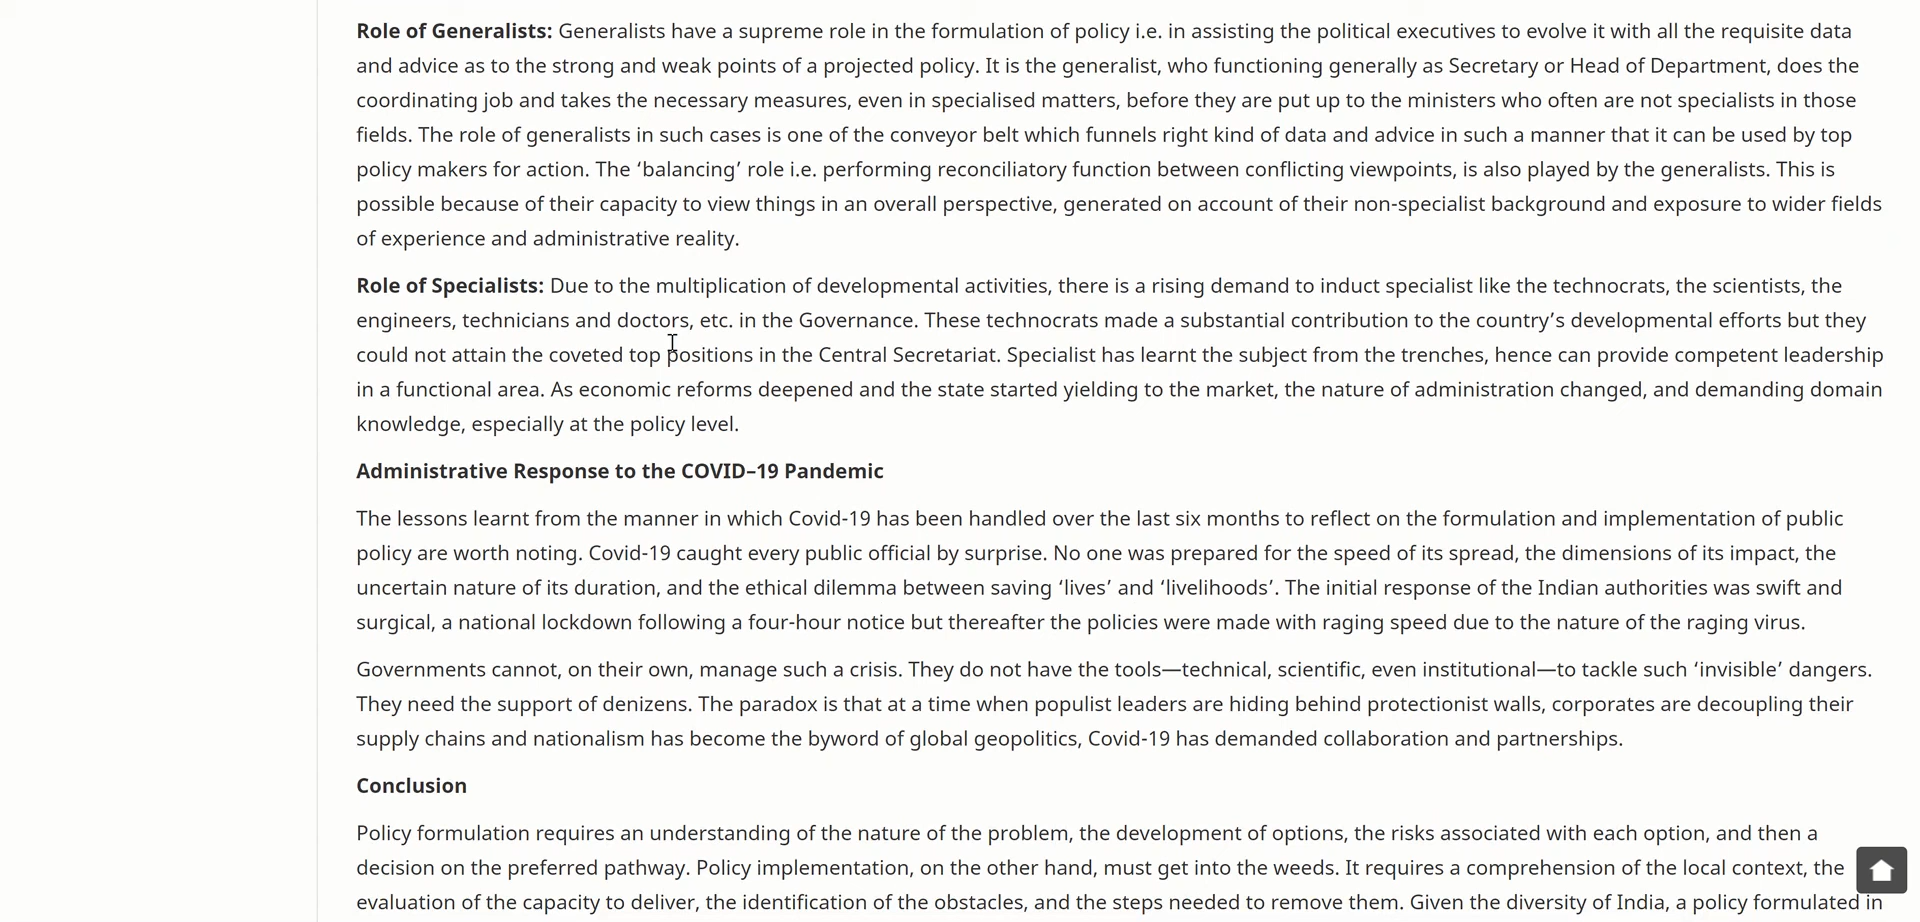 Role of Generalists: Generalists have a supreme role in the formulation of policy i.e. in assisting the political executives to evolve it with all the requisite data
and advice as to the strong and weak points of a projected policy. It is the generalist, who functioning generally as Secretary or Head of Department, does the
coordinating job and takes the necessary measures, even in specialised matters, before they are put up to the ministers who often are not specialists in those
fields. The role of generalists in such cases is one of the conveyor belt which funnels right kind of data and advice in such a manner that it can be used by top
policy makers for action. The ‘balancing’ role i.e. performing reconciliatory function between conflicting viewpoints, is also played by the generalists. This is
possible because of their capacity to view things in an overall perspective, generated on account of their non-specialist background and exposure to wider fields
of experience and administrative reality.
Role of Specialists: Due to the multiplication of developmental activities, there is a rising demand to induct specialist like the technocrats, the scientists, the
engineers, technicians and doctors, etc. in the Governance. These technocrats made a substantial contribution to the country’s developmental efforts but they
could not attain the coveted top positions in the Central Secretariat. Specialist has learnt the subject from the trenches, hence can provide competent leadership
in a functional area. As economic reforms deepened and the state started yielding to the market, the nature of administration changed, and demanding domain
knowledge, especially at the policy level.
Administrative Response to the COVID–19 Pandemic
The lessons learnt from the manner in which Covid-19 has been handled over the last six months to reflect on the formulation and implementation of public
policy are worth noting. Covid-19 caught every public official by surprise. No one was prepared for the speed of its spread, the dimensions of its impact, the
uncertain nature of its duration, and the ethical dilemma between saving ‘lives’ and ‘livelihoods’. The initial response of the Indian authorities was swift and
surgical, a national lockdown following a four-hour notice but thereafter the policies were made with raging speed due to the nature of the raging virus.
Governments cannot, on their own, manage such a crisis. They do not have the tools—technical, scientific, even institutional—to tackle such ‘invisible’ dangers.
They need the support of denizens. The paradox is that at a time when populist leaders are hiding behind protectionist walls, corporates are decoupling their
supply chains and nationalism has become the byword of global geopolitics, Covid-19 has demanded collaboration and partnerships.
Conclusion
Policy formulation requires an understanding of the nature of the problem, the development of options, the risks associated with each option, and then a
decision on the preferred pathway. Policy implementation, on the other hand, must get into the weeds. It requires a comprehension of the local context, the
evaluation of the capacity to deliver, the identification of the obstacles, and the steps needed to remove them. Given the diversity of India, a policy formulated in